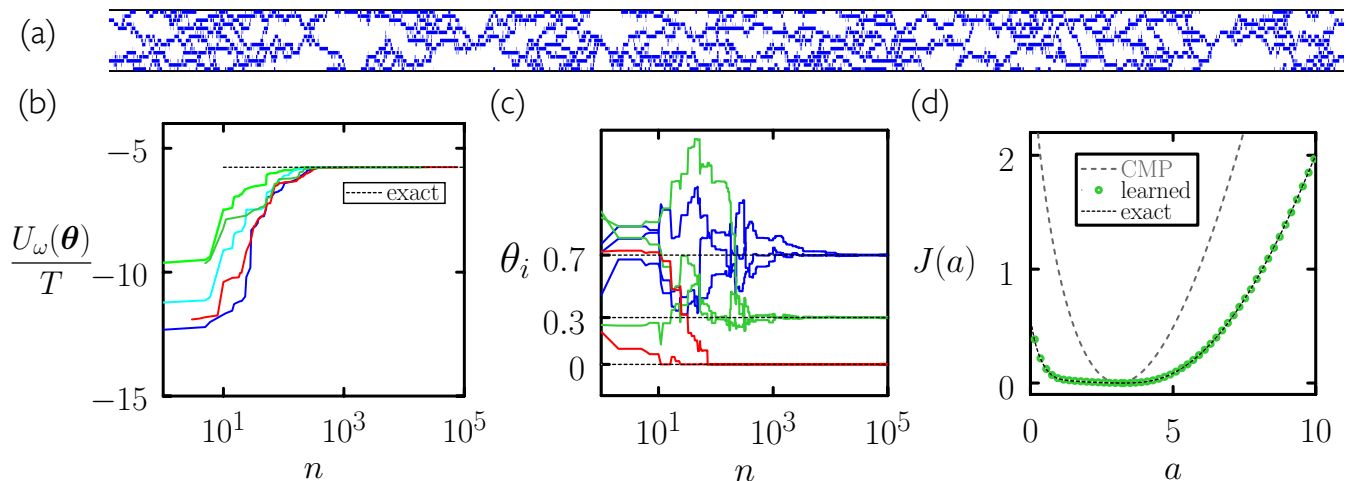 (a)
(b)
−5
−10
−15
U_ω(θ)
T
exact
10^1
10^3
10^5
n
(c)
θ_i
0.7
0.3
0
10^1
10^3
10^5
n
(d)
J(a)
2
1
0
CMP
learned
exact
0
5
10
a